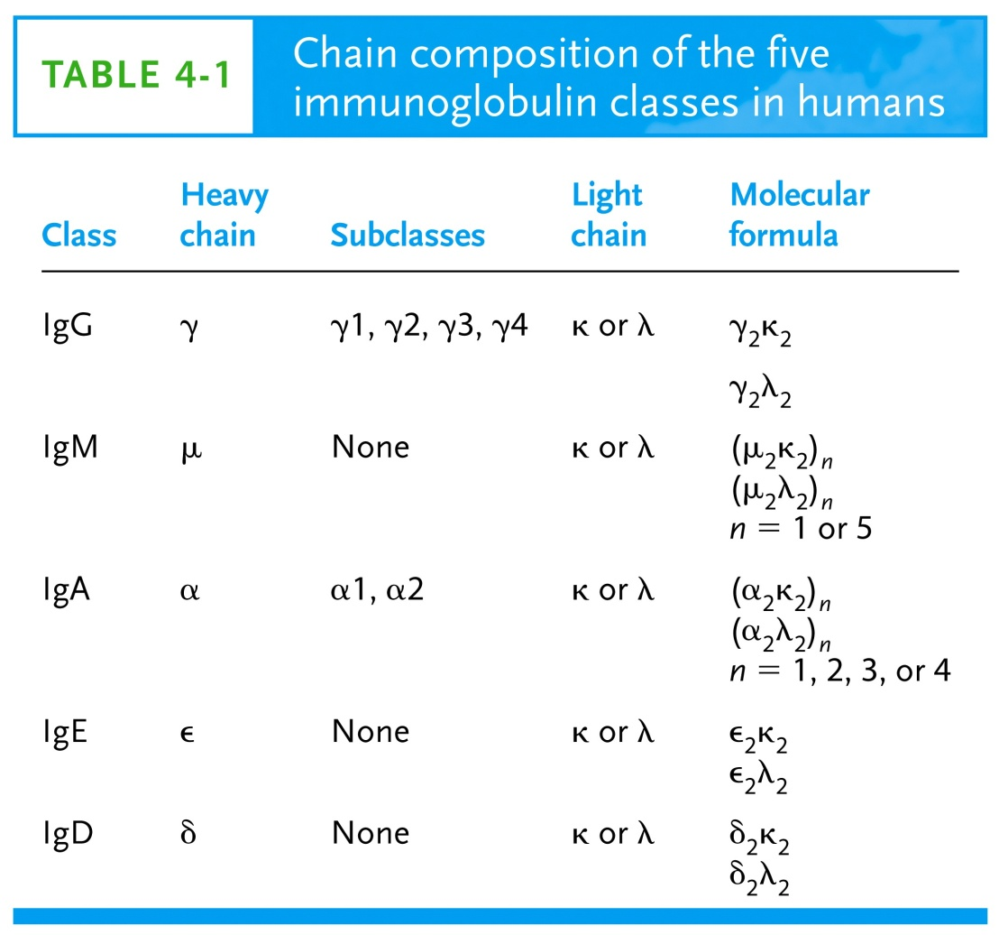 TABLE 4-1
Chain composition of the five
immunoglobulin classes in humans
Class Heavy chain Subclasses Light chain Molecular formula
IgG γ γ1, γ2, γ3, γ4 κ or λ γ₂κ₂
γ₂λ₂
IgM μ None κ or λ (μ₂κ₂)ₙ
(μ₂λ₂)ₙ
n = 1 or 5
IgA α α1, α2 κ or λ (α₂κ₂)ₙ
(α₂λ₂)ₙ
n = 1, 2, 3, or 4
IgE ϵ None κ or λ ϵ₂κ₂
ϵ₂λ₂
IgD δ None κ or λ δ₂κ₂
δ₂λ₂